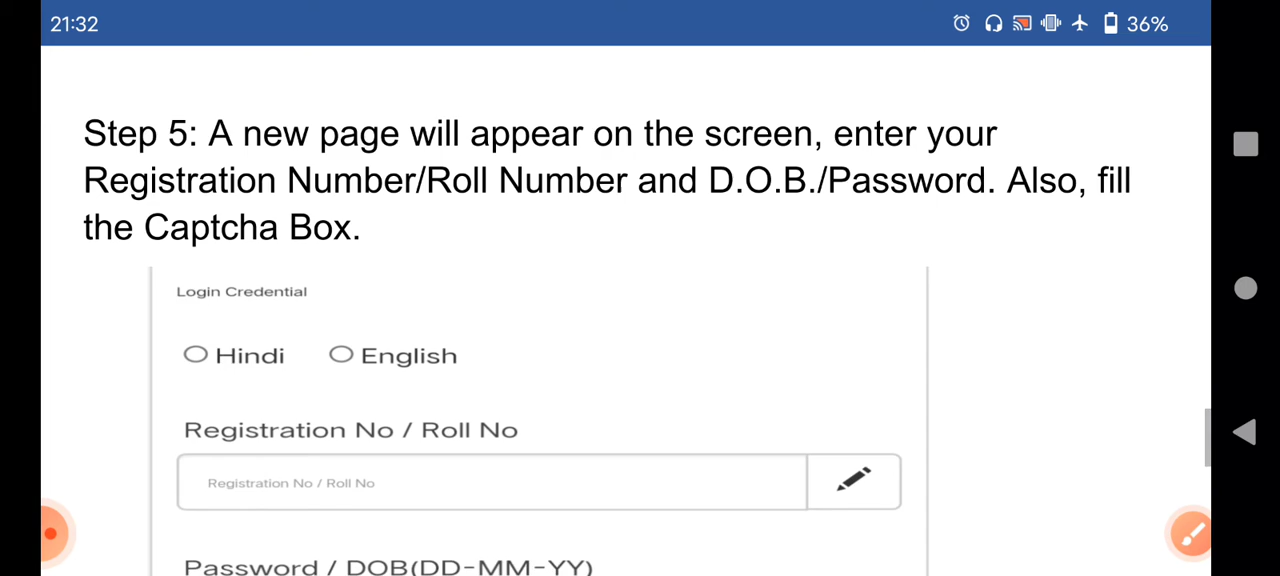 21:32
36%
Step 5: A new page will appear on the screen, enter your
Registration Number/Roll Number and D.O.B./Password. Also, fill
the Captcha Box.
Login Credential
Hindi English
Registration No / Roll No
Registration No / Roll No
Password / DOB(DD-MM-YY)